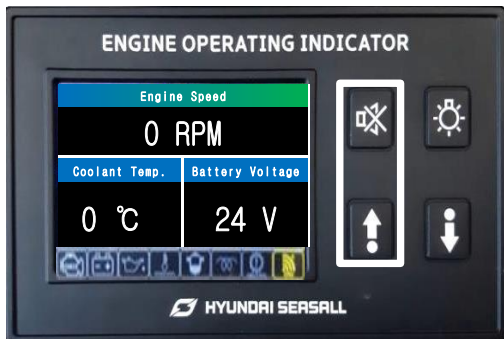 ENGINE OPERATING INDICATOR
Engine Speed
0 RPM
Coolant Temp. Battery Voltage
0 ℃ 24 V
HYUNDAI SEASALL